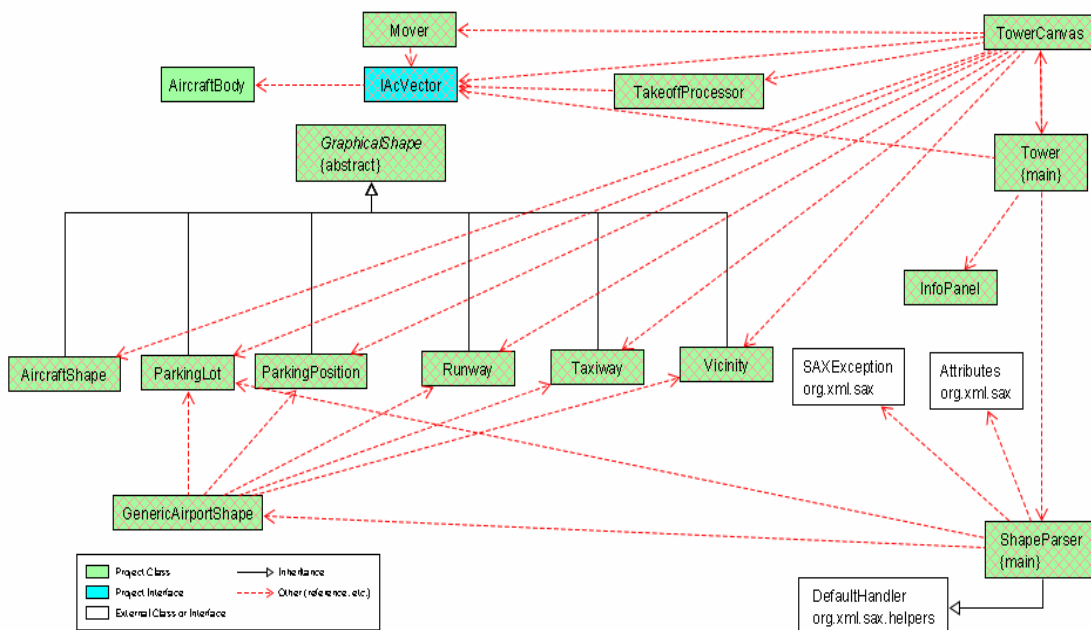 Mover
TowerCanvas
AircraftBody
IAcVector
TakeoffProcessor
GraphicalShape
{abstract}
Tower
{main}
InfoPanel
AircraftShape
ParkingLot
ParkingPosition
Runway
Taxiway
Vicinity
SAXException
org.xml.sax
Attributes
org.xml.sax
GenericAirportShape
ShapeParser
{main}
Project Class
Inheritance
Project Interface
Other (reference, etc.)
External Class or Interface
DefaultHandler
org.xml.sax.helpers